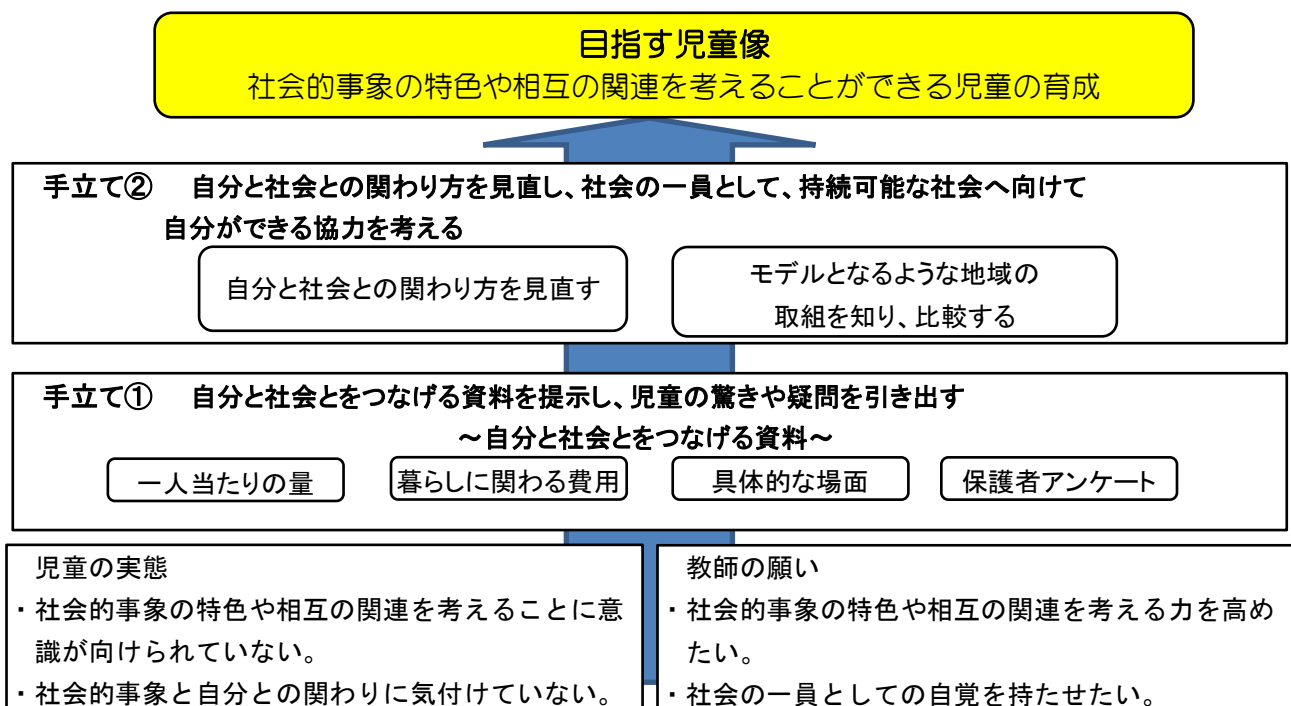 目指す児童像
社会的事象の特色や相互の関連を考えることができる児童の育成
手立て② 自分と社会との関わり方を見直し、社会の一員として、持続可能な社会へ向けて
自分ができる協力を考える
自分と社会との関わり方を見直す
モデルとなるような地域の
取組を知り、比較する
手立て① 自分と社会とをつなげる資料を提示し、児童の驚きや疑問を引き出す
～自分と社会とをつなげる資料～
一人当たりの量
暮らしに関わる費用
具体的な場面
保護者アンケート
児童の実態
・社会的事象の特色や相互の関連を考えることに意
識が向けられていない。
・社会的事象と自分との関わりに気付けていない。
教師の願い
・社会的事象の特色や相互の関連を考える力を高め
たい。
・社会の一員としての自覚を持たせたい。